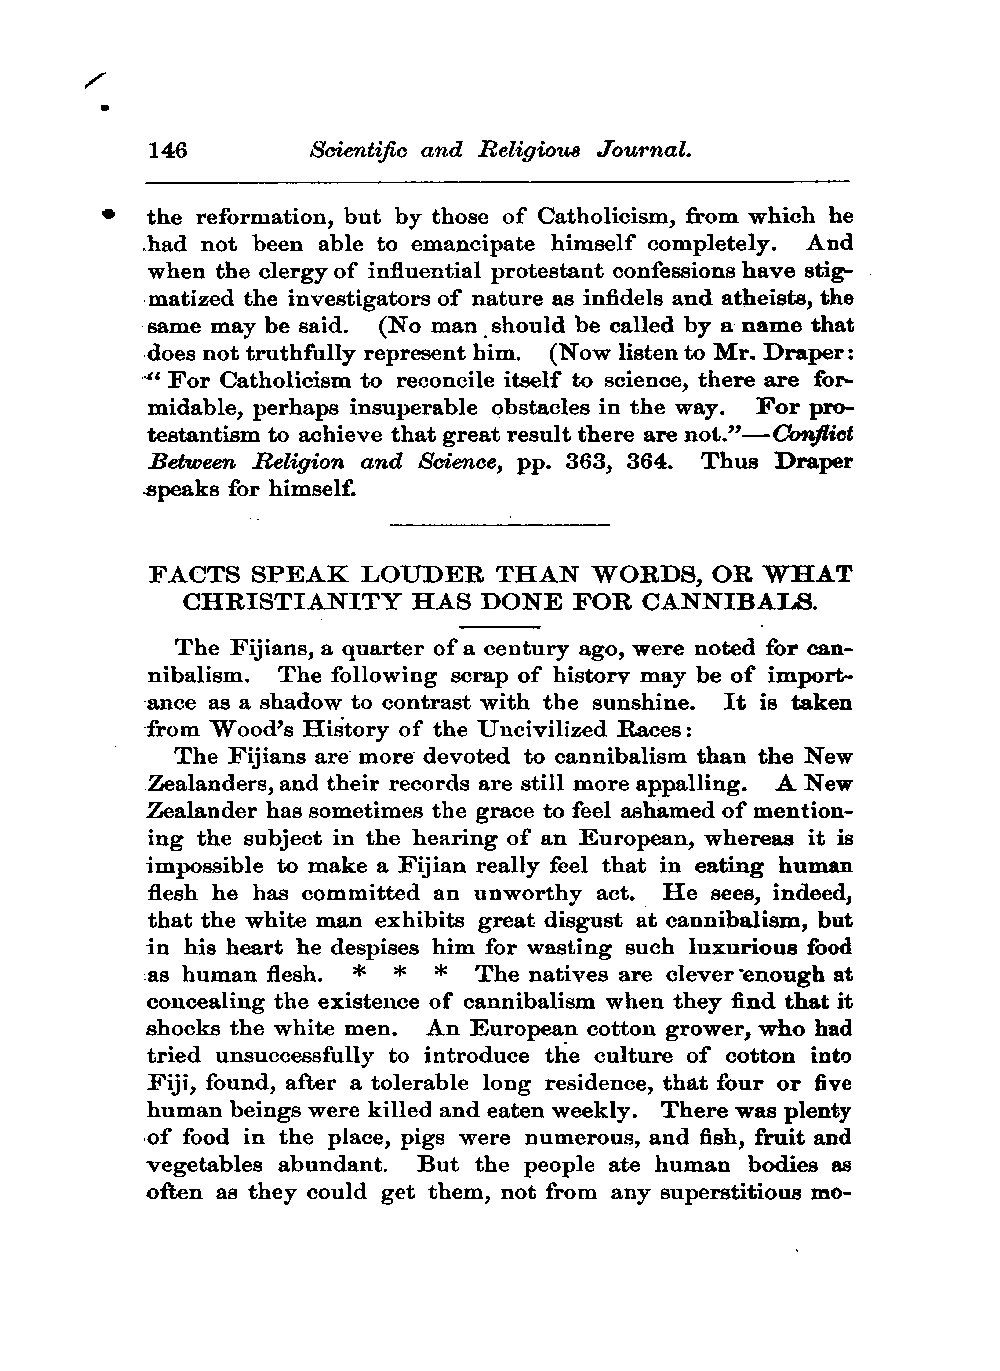 146 Scientific and Religious Journal.
the reformation, but by those of Catholicism, from which he
had not been able to emancipate himself completely. And
when the clergy of influential protestant confessions have stig-
matized the investigators of nature as infidels and atheists, the
same may be said. (No man should be called by a name that
does not truthfully represent him. (Now listen to Mr. Draper:
“ For Catholicism to reconcile itself to science, there are for-
midable, perhaps insuperable obstacles in the way. For pro-
testantism to achieve that great result there are not.”—Conflict
Between Religion and Science, pp. 363, 364. Thus Draper
speaks for himself.
FACTS SPEAK LOUDER THAN WORDS, OR WHAT
CHRISTIANITY HAS DONE FOR CANNIBALS.
The Fijians, a quarter of a century ago, were noted for can-
nibalism. The following scrap of history may be of import-
ance as a shadow to contrast with the sunshine. It is taken
from Wood’s History of the Uncivilized Races:
The Fijians are more devoted to cannibalism than the New
Zealanders, and their records are still more appalling. A New
Zealander has sometimes the grace to feel ashamed of mention-
ing the subject in the hearing of an European, whereas it is
impossible to make a Fijian really feel that in eating human
flesh he has committed an unworthy act. He sees, indeed,
that the white man exhibits great disgust at cannibalism, but
in his heart he despises him for wasting such luxurious food
as human flesh. * * * The natives are clever enough at
concealing the existence of cannibalism when they find that it
shocks the white men. An European cotton grower, who had
tried unsuccessfully to introduce the culture of cotton into
Fiji, found, after a tolerable long residence, that four or five
human beings were killed and eaten weekly. There was plenty
of food in the place, pigs were numerous, and fish, fruit and
vegetables abundant. But the people ate human bodies as
often as they could get them, not from any superstitious mo-